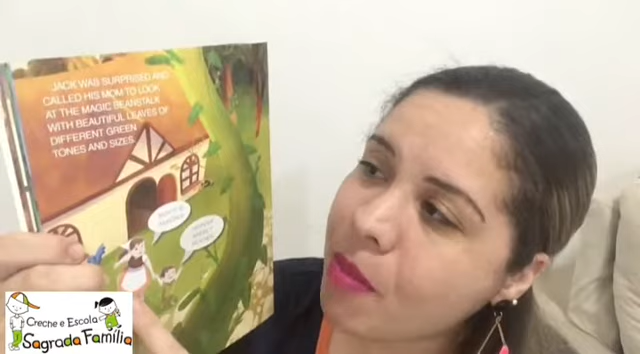 JACK WAS SURPRISED AND
CALLED HIS MOM TO LOOK
AT THE MAGIC BEANSTALK
WITH BEAUTIFUL LEAVES OF
DIFFERENT GREEN
TONES AND SIZES.
Creche e Escola
Sagrada Família